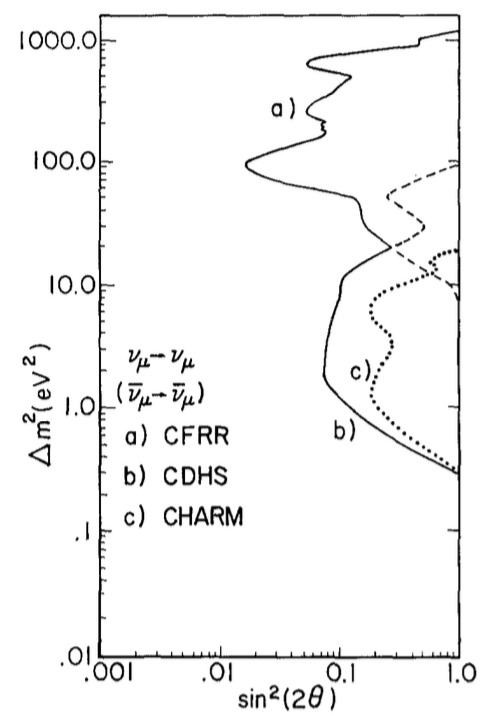 1000.0
a)
100.0
10.0
Δm²(eV²)
νμ→νμ
(ν̄μ→ν̄μ)
c)
1.0
a) CFRR
b)
b) CDHS
c) CHARM
.1
.01
.001 .01 0.1 1.0
sin²(2θ)